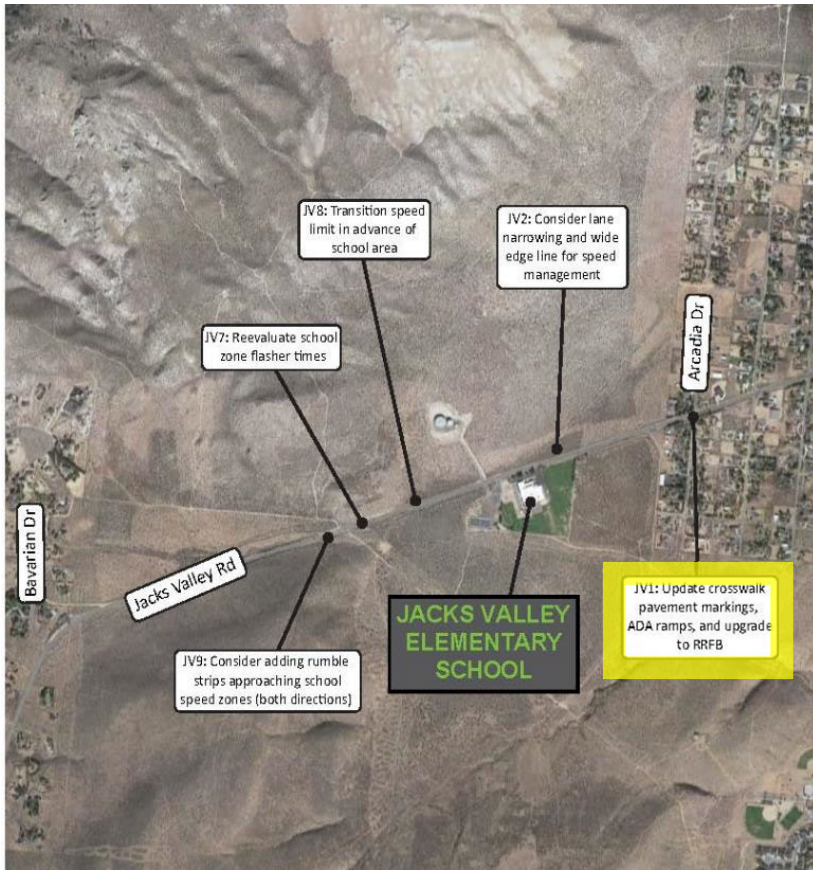 JV8: Transition speed
limit in advance of
school area
JV2: Consider lane
narrowing and wide
edge line for speed
management
JV7: Reevaluate school
zone flasher times
Arcadia Dr
Bavarian Dr
Jacks Valley Rd
JV9: Consider adding rumble
strips approaching school
speed zones (both directions)
JACKS VALLEY
ELEMENTARY
SCHOOL
JV1: Update crosswalk
pavement markings,
ADA ramps, and upgrade
to RRFB